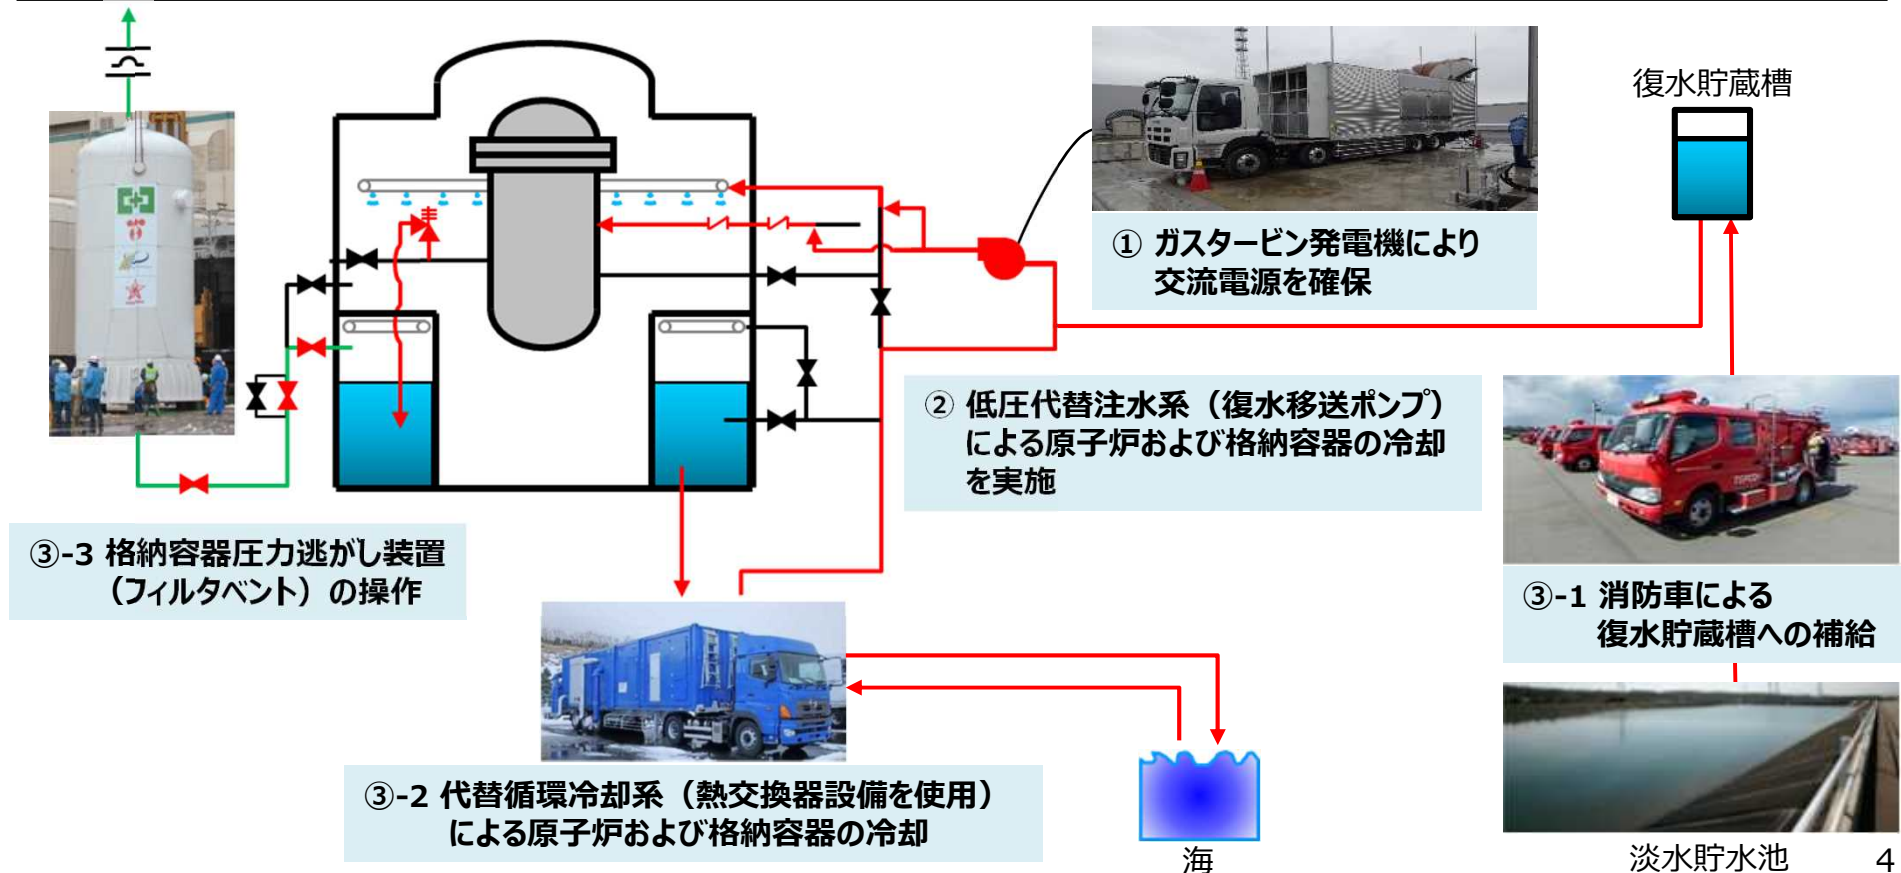 復水貯蔵槽
① ガスタービン発電機により
交流電源を確保
② 低圧代替注水系（復水移送ポンプ）
による原子炉および格納容器の冷却
を実施
③-3 格納容器圧力逃がし装置
（フィルタベント）の操作
③-1 消防車による
復水貯蔵槽への補給
③-2 代替循環冷却系（熱交換器設備を使用）
による原子炉および格納容器の冷却
海
淡水貯水池
4